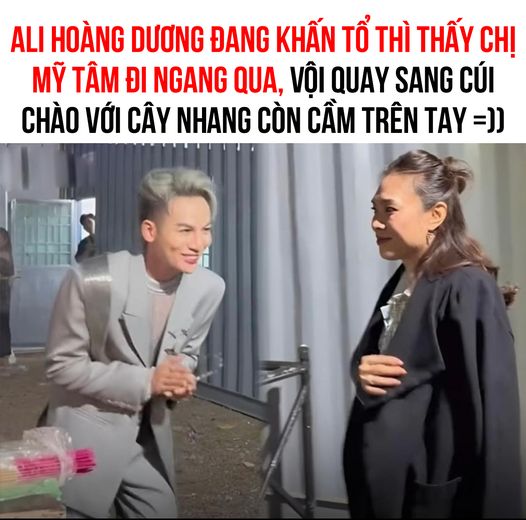 ALI HOÀNG DƯƠNG ĐANG KHẤN TỔ THÌ THẤY CHỊ
MỸ TÂM ĐI NGANG QUA, VỘI QUAY SANG CÚI
CHÀO VỚI CÂY NHANG CÒN CẦM TRÊN TAY =))